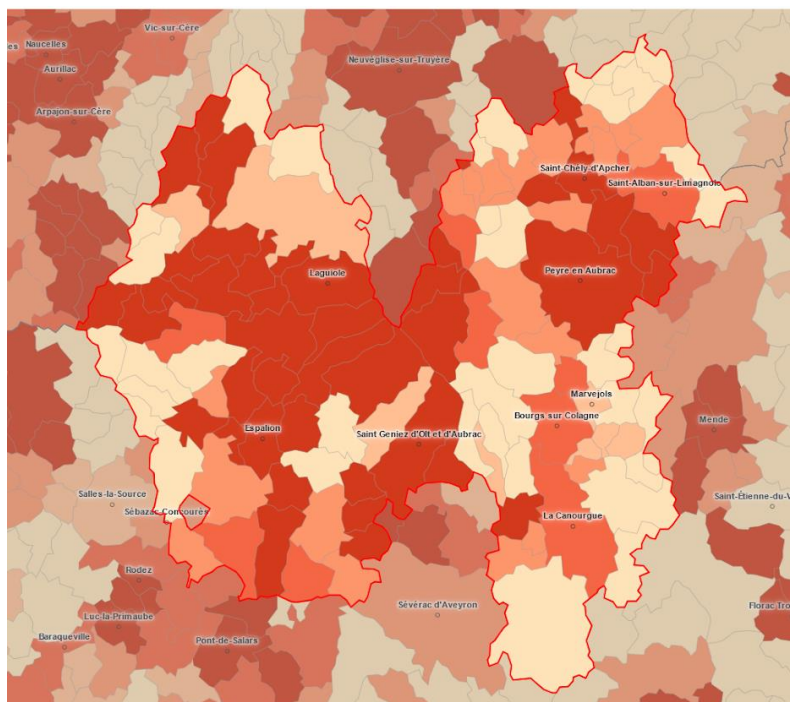 Vic-sur-Cère
Naucelles
Aurillac
Neuvéglise-sur-Truyère
Arpajon-sur-Cère
Saint-Chély-d'Apcher
Saint-Alban-sur-Limagnole
Laguiole
Peyre en Aubrac
Marvejols
Bourgs sur Colagne
Mende
Espalion
Saint Geniez d'Olt et d'Aubrac
Salles-la-Source
Saint-Étienne-du-V
Sébazac-Concourès
La Canourgue
Rodez
Sévérac d'Aveyron
Florac Tro
Luc-la-Primaube
Baraqueville
Pont-de-Salars